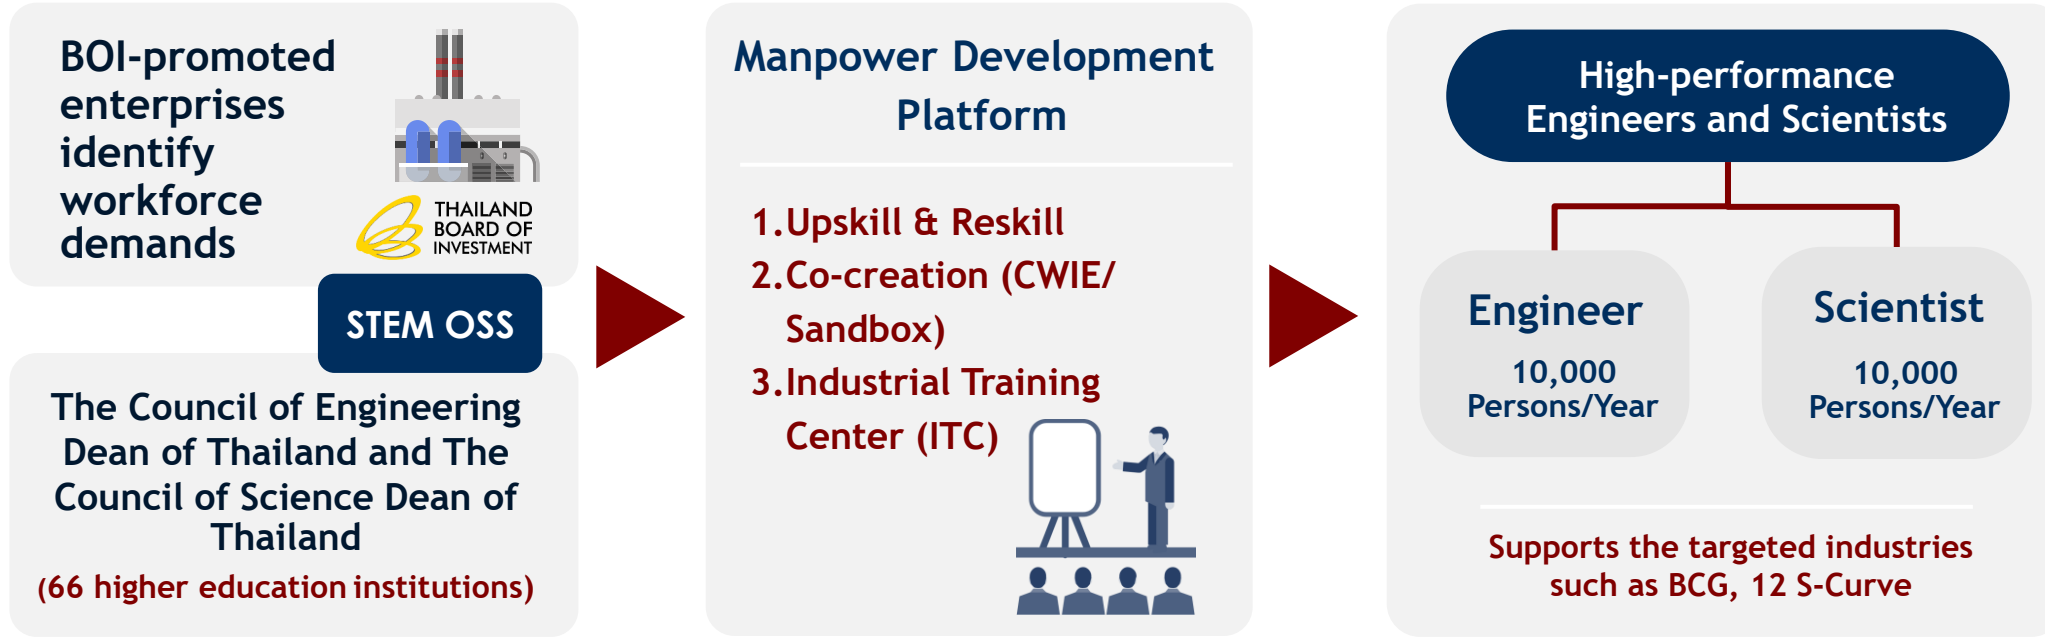 BOI-promoted
enterprises
identify
workforce
demands
THAILAND
BOARD OF
INVESTMENT
STEM OSS
The Council of Engineering
Dean of Thailand and The
Council of Science Dean of
Thailand
(66 higher education institutions)
Manpower Development
Platform
1.Upskill & Reskill
2.Co-creation (CWIE/
Sandbox)
3.Industrial Training
Center (ITC)
High-performance
Engineers and Scientists
Engineer
10,000
Persons/Year
Scientist
10,000
Persons/Year
Supports the targeted industries
such as BCG, 12 S-Curve